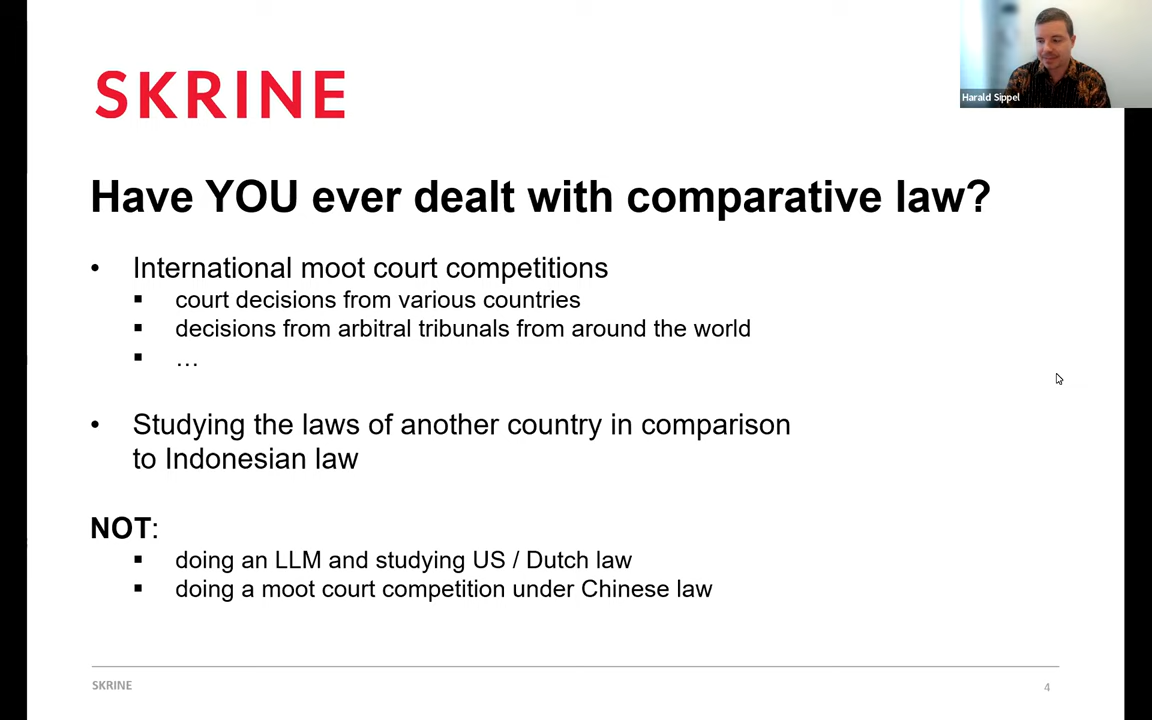 SKRINE
Harald Sippel
Have YOU ever dealt with comparative law?
• International moot court competitions
▪ court decisions from various countries
▪ decisions from arbitral tribunals from around the world
▪ …
• Studying the laws of another country in comparison
to Indonesian law
NOT:
▪ doing an LLM and studying US / Dutch law
▪ doing a moot court competition under Chinese law
SKRINE
4